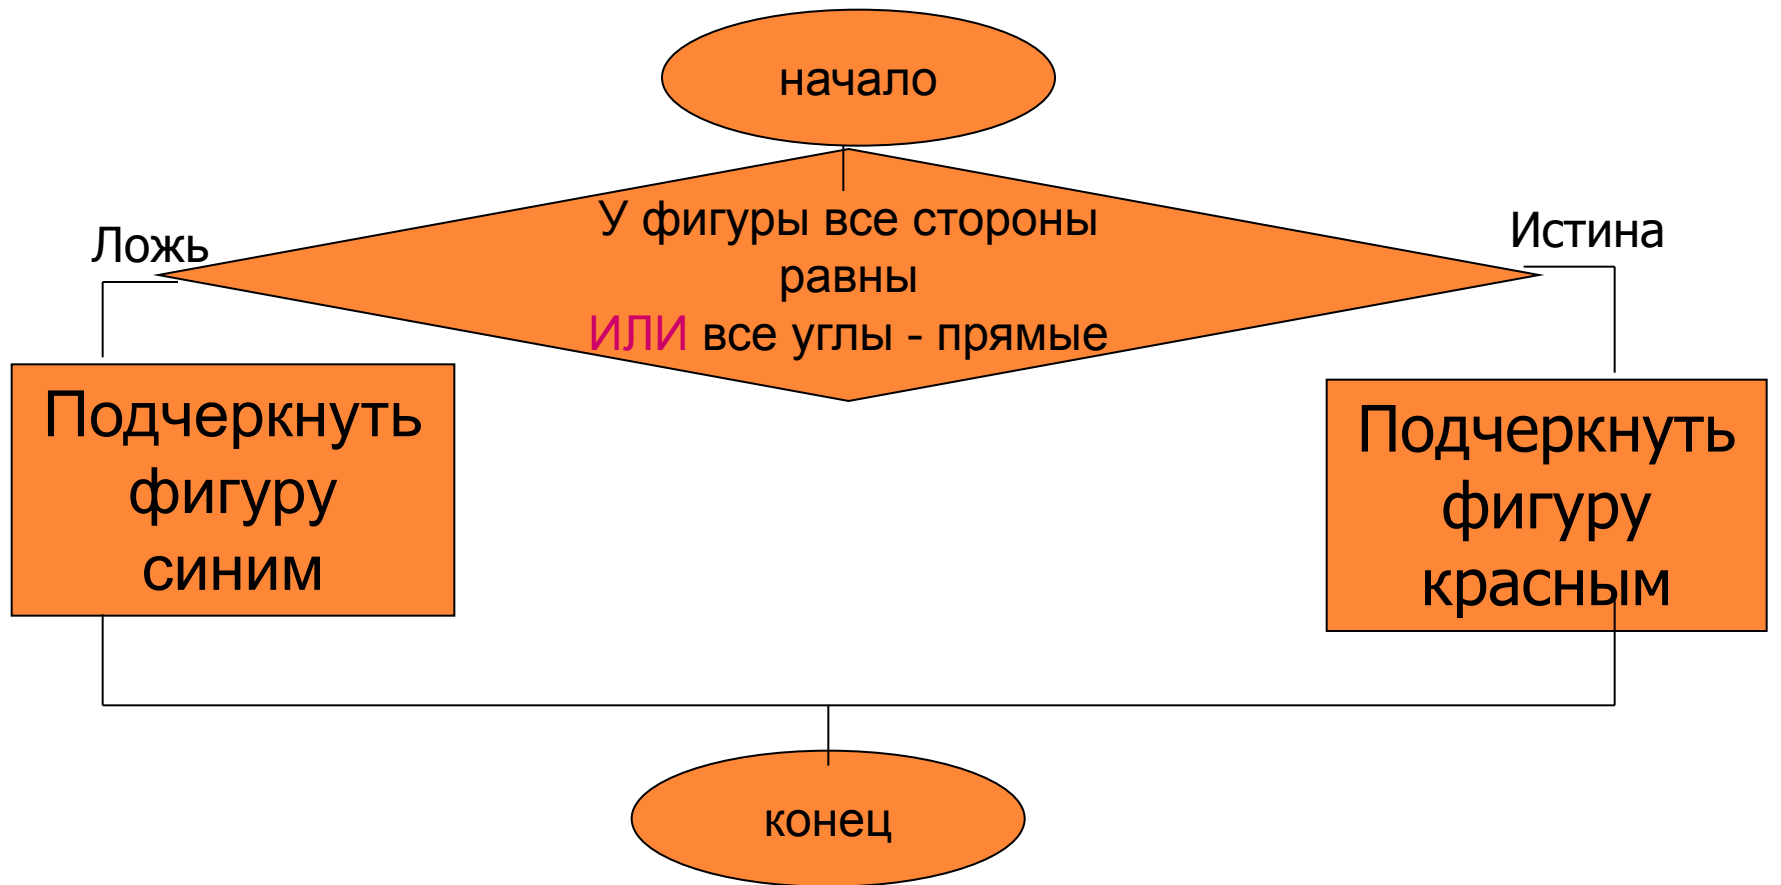 начало
У фигуры все стороны
равны
ИЛИ все углы - прямые
Ложь
Истина
Подчеркнуть
фигуру
синим
Подчеркнуть
фигуру
красным
конец